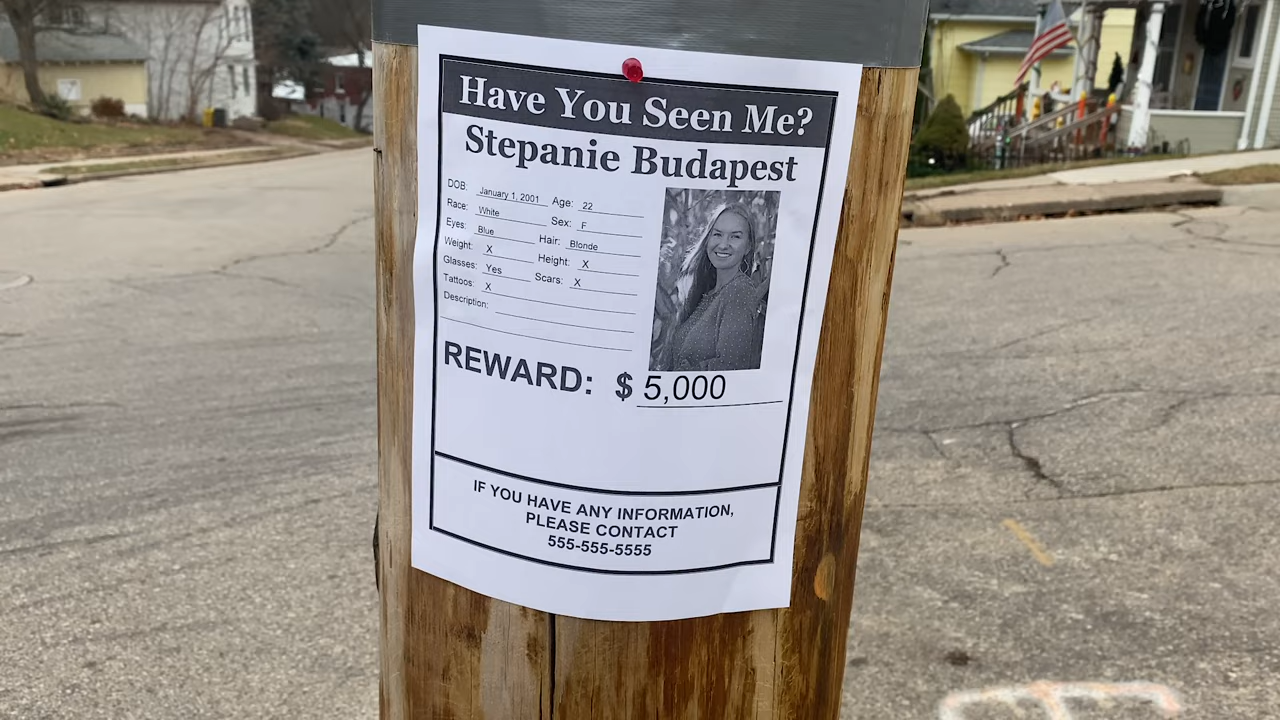 Have You Seen Me?
Stepanie Budapest
DOB: January 1, 2001 Age: 22
Race: White Sex: F
Eyes: Blue Hair: Blonde
Weight: X Height: X
Glasses: Yes Scars: X
Tattoos: X
Description:
REWARD: $ 5,000
IF YOU HAVE ANY INFORMATION,
PLEASE CONTACT
555-555-5555